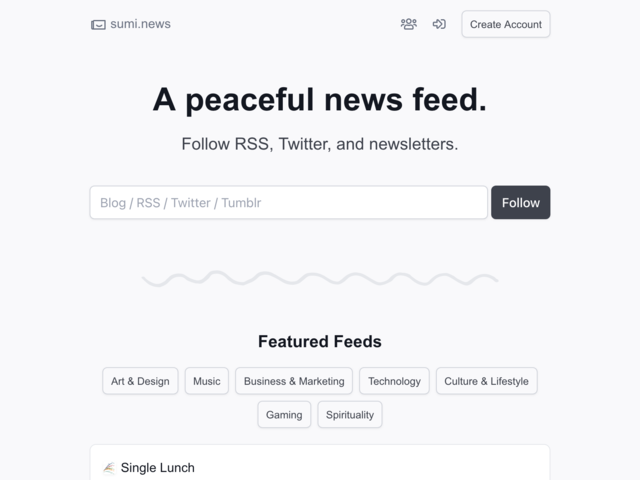 sumi.news
Create Account
A peaceful news feed.
Follow RSS, Twitter, and newsletters.
Blog / RSS / Twitter / Tumblr
Follow
Featured Feeds
Art & Design
Music
Business & Marketing
Technology
Culture & Lifestyle
Gaming
Spirituality
Single Lunch